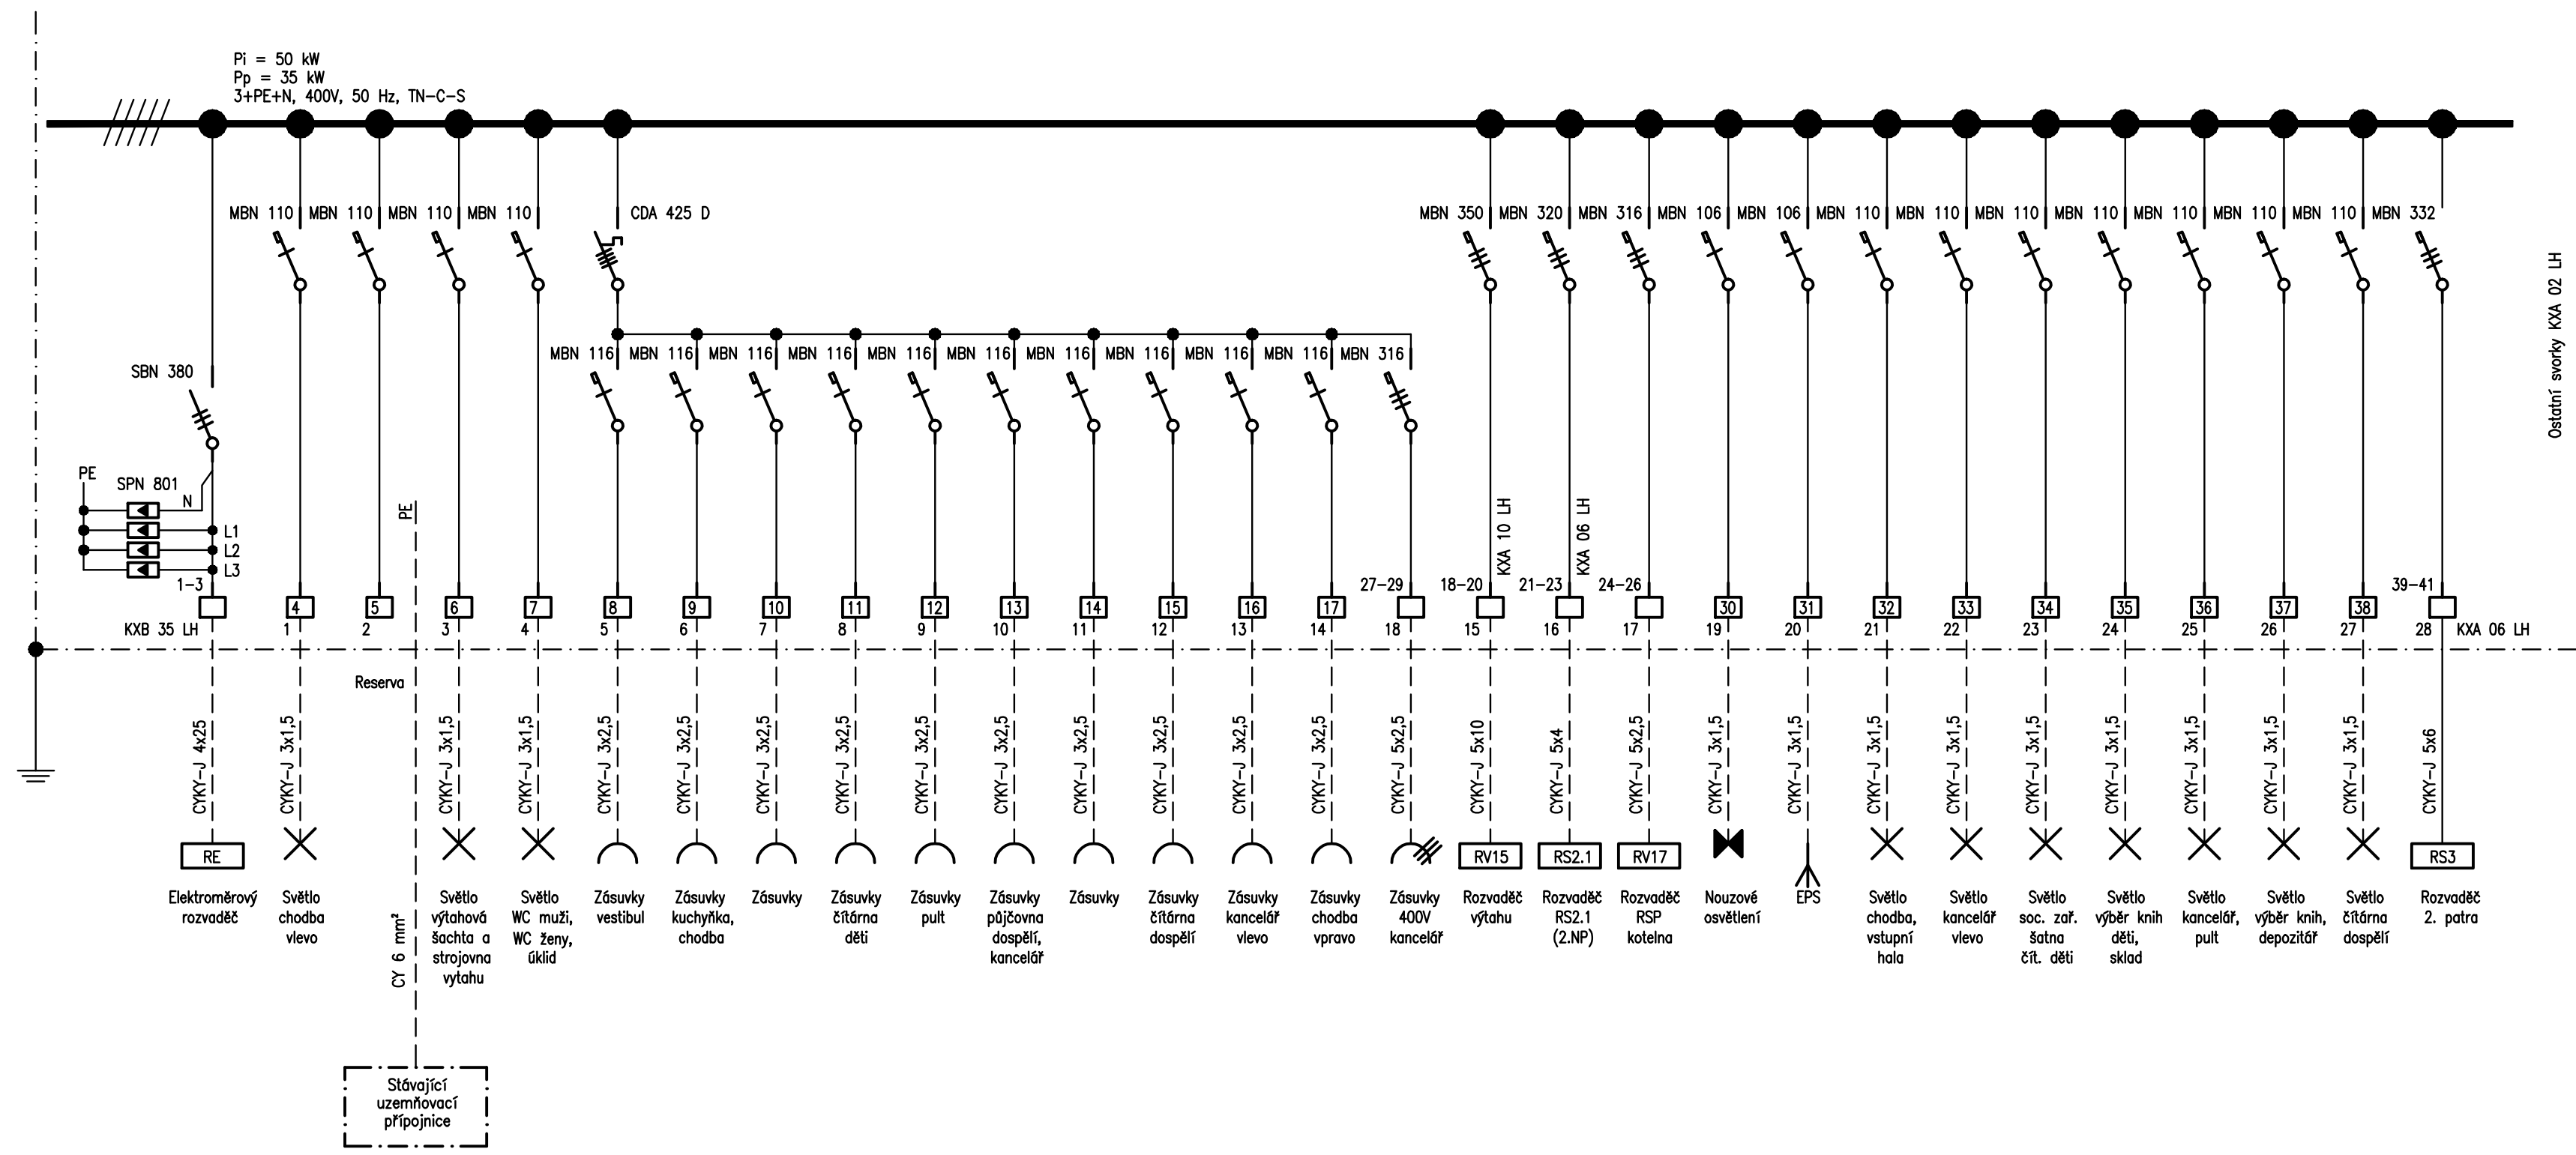 Pi = 50 kW
Pp = 35 kW
3+PE+N, 400V, 50 Hz, TN-C-S
MBN 110 MBN 110 MBN 110 MBN 110 CDA 425 D MBN 350 MBN 320 MBN 316 MBN 106 MBN 106 MBN 110 MBN 110 MBN 110 MBN 110 MBN 110 MBN 110 MBN 110 MBN 332
Ostatní svorky KXA 02 LH
MBN 116 MBN 116 MBN 116 MBN 116 MBN 116 MBN 116 MBN 116 MBN 116 MBN 116 MBN 116 MBN 316
SBN 380
PE
SPN 801
N
L1
L2
L3
PE
KXA 10 LH
KXA 06 LH
1-3 27-29 18-20 21-23 24-26 39-41
4 5 6 7 8 9 10 11 12 13 14 15 16 17 30 31 32 33 34 35 36 37 38
KXB 35 LH 1 2 3 4 5 6 7 8 9 10 11 12 13 14 18 15 16 17 19 20 21 22 23 24 25 26 27 28 KXA 06 LH
Reserva
CYKY-J 4x25
CYKY-J 3x1,5
CYKY-J 3x1,5
CYKY-J 3x1,5
CYKY-J 3x2,5
CYKY-J 3x2,5
CYKY-J 3x2,5
CYKY-J 3x2,5
CYKY-J 3x2,5
CYKY-J 3x2,5
CYKY-J 3x2,5
CYKY-J 3x2,5
CYKY-J 3x2,5
CYKY-J 3x2,5
CYKY-J 5x2,5
CYKY-J 5x10
CYKY-J 5x4
CYKY-J 5x2,5
CYKY-J 3x1,5
CYKY-J 3x1,5
CYKY-J 3x1,5
CYKY-J 3x1,5
CYKY-J 3x1,5
CYKY-J 3x1,5
CYKY-J 3x1,5
CYKY-J 3x1,5
CYKY-J 3x1,5
CYKY-J 5x6
RE RV15 RS2.1 RV17 RS3
Elektroměrový
rozvaděč
Světlo
chodba
vlevo
Světlo
výtahová
šachta a
strojovna
vytahu
Světlo
WC muži,
WC ženy,
úklid
Zásuvky
vestibul
Zásuvky
kuchyňka,
chodba
Zásuvky
Zásuvky
čítárna
děti
Zásuvky
pult
Zásuvky
půjčovna
dospělí,
kancelář
Zásuvky
Zásuvky
čítárna
dospělí
Zásuvky
kancelář
vlevo
Zásuvky
chodba
vpravo
Zásuvky
400V
kancelář
Rozvaděč
výtahu
Rozvaděč
RS2.1
(2.NP)
Rozvaděč
RSP
kotelna
Nouzové
osvětlení
EPS
Světlo
chodba,
vstupní
hala
Světlo
kancelář
vlevo
Světlo
soc. zař.
šatna
čít. děti
Světlo
výběr knih
děti,
sklad
Světlo
kancelář,
pult
Světlo
výběr knih,
depozitář
Světlo
čítárna
dospělí
Rozvaděč
2. patra
CY 6 mm²
Stávající
uzemňovací
přípojnice